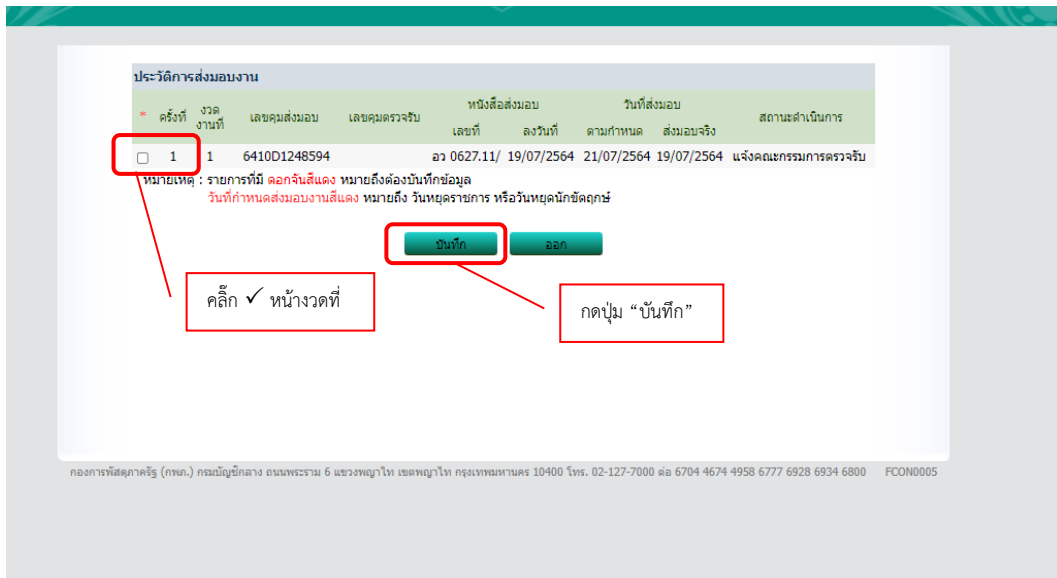 ประวัติการส่งมอบงาน
* ครั้งที่ งวดงานที่ เลขคุมส่งมอบ เลขคุมตรวจรับ หนังสือส่งมอบ วันที่ส่งมอบ สถานะดำเนินการ
เลขที่ ลงวันที่ ตามกำหนด ส่งมอบจริง
1 1 6410D1248594 อว 0627.11/ 19/07/2564 21/07/2564 19/07/2564 แจ้งคณะกรรมการตรวจรับ
หมายเหตุ : รายการที่มี ดอกจันสีแดง หมายถึงต้องบันทึกข้อมูล
วันที่กำหนดส่งมอบงานสีแดง หมายถึง วันหยุดราชการ หรือวันหยุดนักขัตฤกษ์
บันทึก ออก
คลิ๊ก ✓ หน้างวดที่
กดปุ่ม “บันทึก”
กองการพัสดุภาครัฐ (กพภ.) กรมบัญชีกลาง ถนนพระราม 6 แขวงพญาไท เขตพญาไท กรุงเทพมหานคร 10400 โทร. 02-127-7000 ต่อ 6704 4674 4958 6777 6928 6934 6800 FCON0005